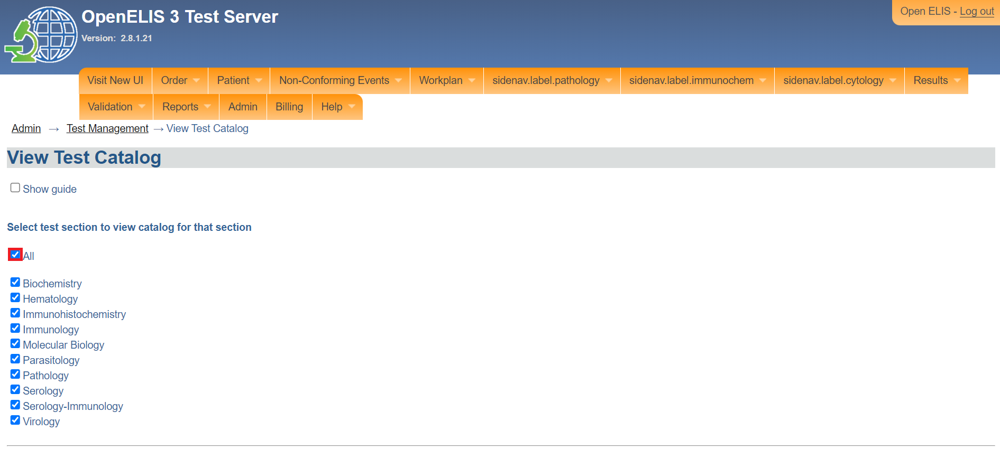 OpenELIS 3 Test Server
Version: 2.8.1.21
Open ELIS - Log out
Visit New UI Order Patient Non-Conforming Events Workplan sidenav.label.pathology sidenav.label.immunochem sidenav.label.cytology Results
Validation Reports Admin Billing Help
Admin → Test Management → View Test Catalog
View Test Catalog
Show guide
Select test section to view catalog for that section
All
Biochemistry
Hematology
Immunohistochemistry
Immunology
Molecular Biology
Parasitology
Pathology
Serology
Serology-Immunology
Virology